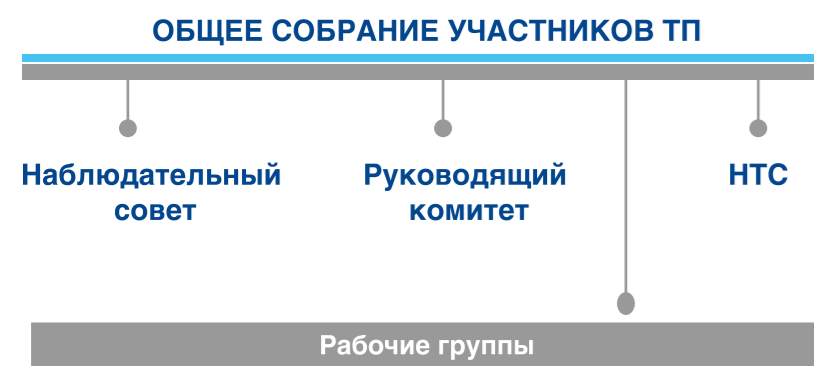 ОБЩЕЕ СОБРАНИЕ УЧАСТНИКОВ ТП
Наблюдательный
совет
Руководящий
комитет
НТС
Рабочие группы